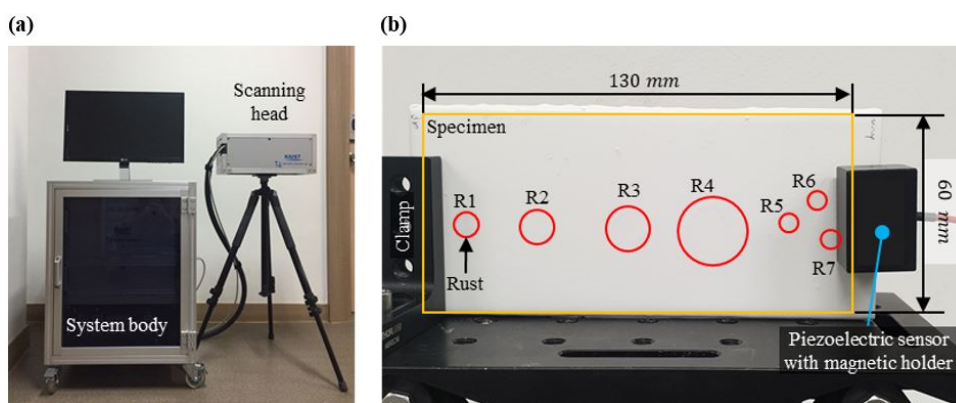 (a)
(b)
Scanning
head
System body
130 mm
Specimen
R1
R2
R3
R4
R5
R6
R7
Clamp
Rust
60 mm
Piezoelectric sensor
with magnetic holder